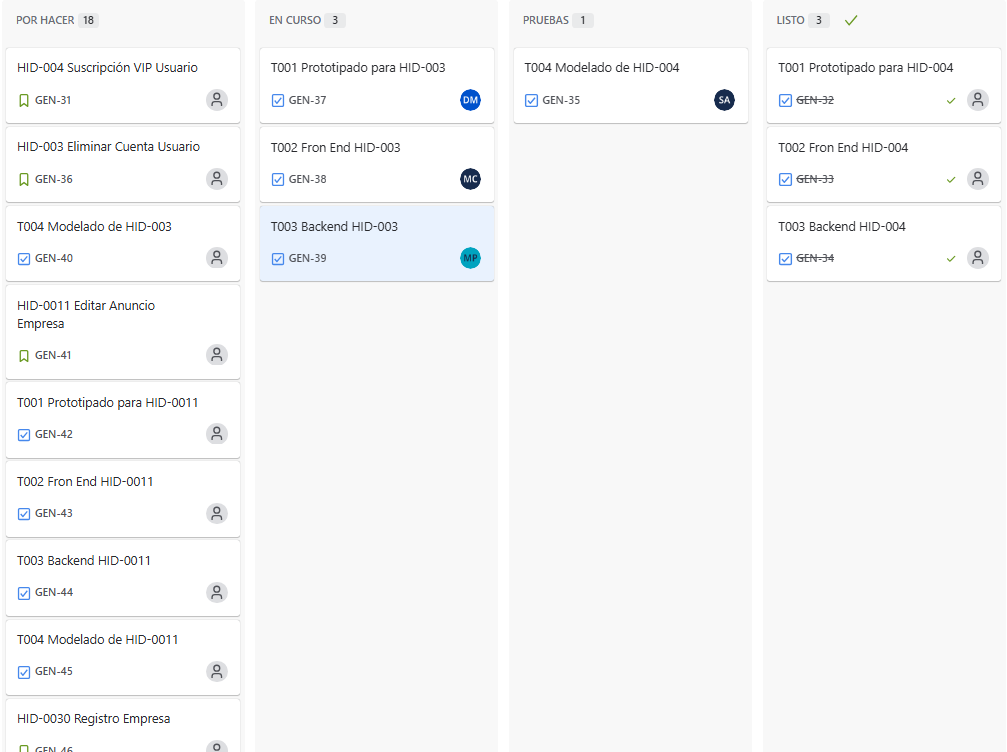 POR HACER 18
HID-004 Suscripción VIP Usuario
GEN-31
HID-003 Eliminar Cuenta Usuario
GEN-36
T004 Modelado de HID-003
GEN-40
HID-0011 Editar Anuncio
Empresa
GEN-41
T001 Prototipado para HID-0011
GEN-42
T002 Fron End HID-0011
GEN-43
T003 Backend HID-0011
GEN-44
T004 Modelado de HID-0011
GEN-45
HID-0030 Registro Empresa
GEN-46
EN CURSO 3
T001 Prototipado para HID-003
GEN-37 DM
T002 Fron End HID-003
GEN-38 MC
T003 Backend HID-003
GEN-39 MP
PRUEBAS 1
T004 Modelado de HID-004
GEN-35 SA
LISTO 3
T001 Prototipado para HID-004
GEN-32
T002 Fron End HID-004
GEN-33
T003 Backend HID-004
GEN-34